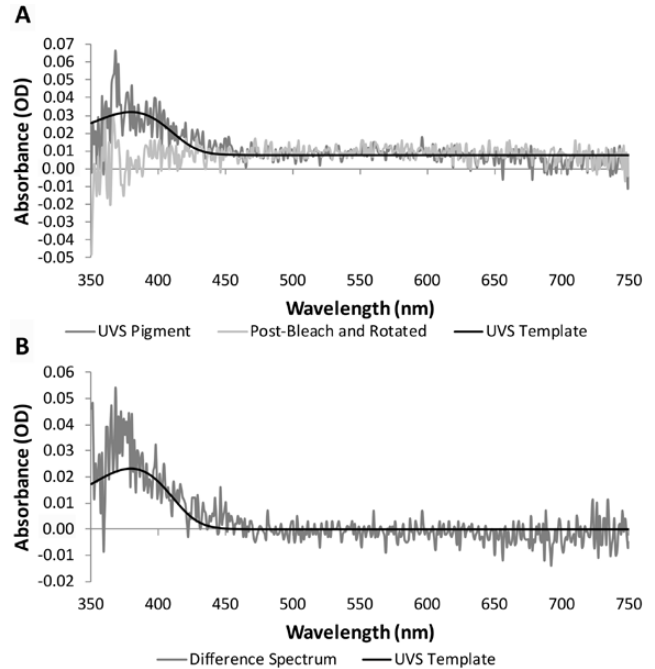 A
0.07
0.06
0.05
0.04
0.03
0.02
0.01
0.00
-0.01
-0.02
-0.03
-0.04
-0.05
Absorbance (OD)
350 400 450 500 550 600 650 700 750
Wavelength (nm)
UVS Pigment Post-Bleach and Rotated UVS Template
B
0.06
0.05
0.04
0.03
0.02
0.01
0.00
-0.01
-0.02
Absorbance (OD)
350 400 450 500 550 600 650 700 750
Wavelength (nm)
Difference Spectrum UVS Template